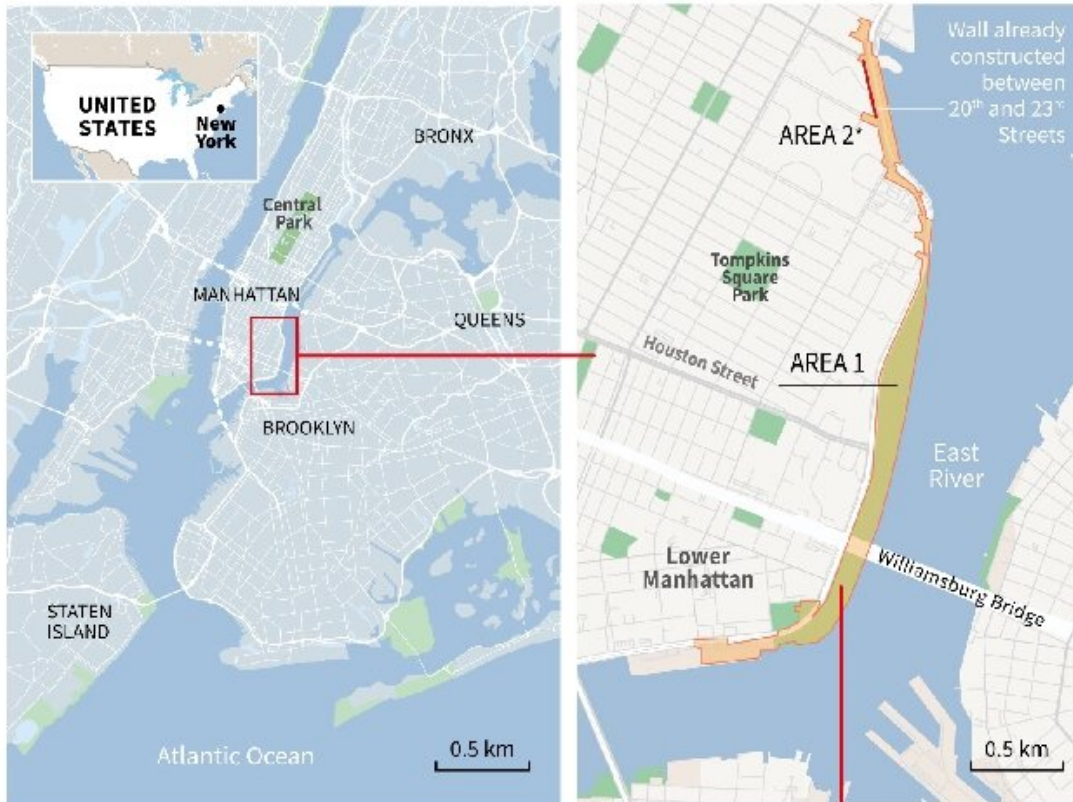 UNITED
STATES
New
York
BRONX
Central
Park
MANHATTAN
QUEENS
BROOKLYN
STATEN
ISLAND
Atlantic Ocean
0.5 km
Wall already
constructed
between
20th and 23rd
Streets
AREA 2*
Tompkins
Square
Park
AREA 1
Houston Street
East
River
Lower
Manhattan
Williamsburg Bridge
0.5 km